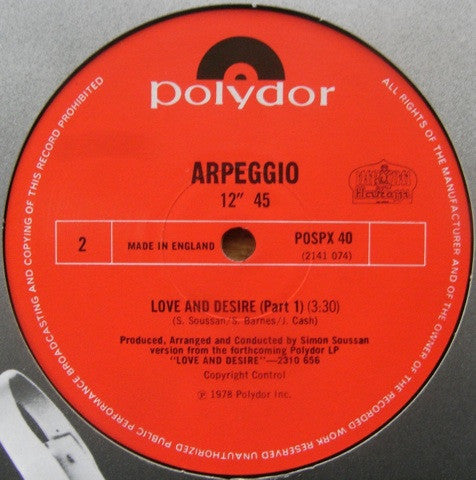 polydor
ARPEGGIO
12" 45
Heritage
2
MADE IN ENGLAND
POSPX 40
(2141 074)
LOVE AND DESIRE (Part 1) (3:30)
(S. Soussan/S. Barnes/J. Cash)
Produced, Arranged and Conducted by Simon Soussan
version from the forthcoming Polydor LP
"LOVE AND DESIRE"—2310 656
Copyright Control
℗ 1978 Polydor Inc.
ALL RIGHTS OF THE MANUFACTURER AND OF THE OWNER OF THE RECORDED WORK RESERVED UNAUTHORIZED PUBLIC PERFORMANCE BROADCASTING AND COPYING OF THIS RECORD PROHIBITED